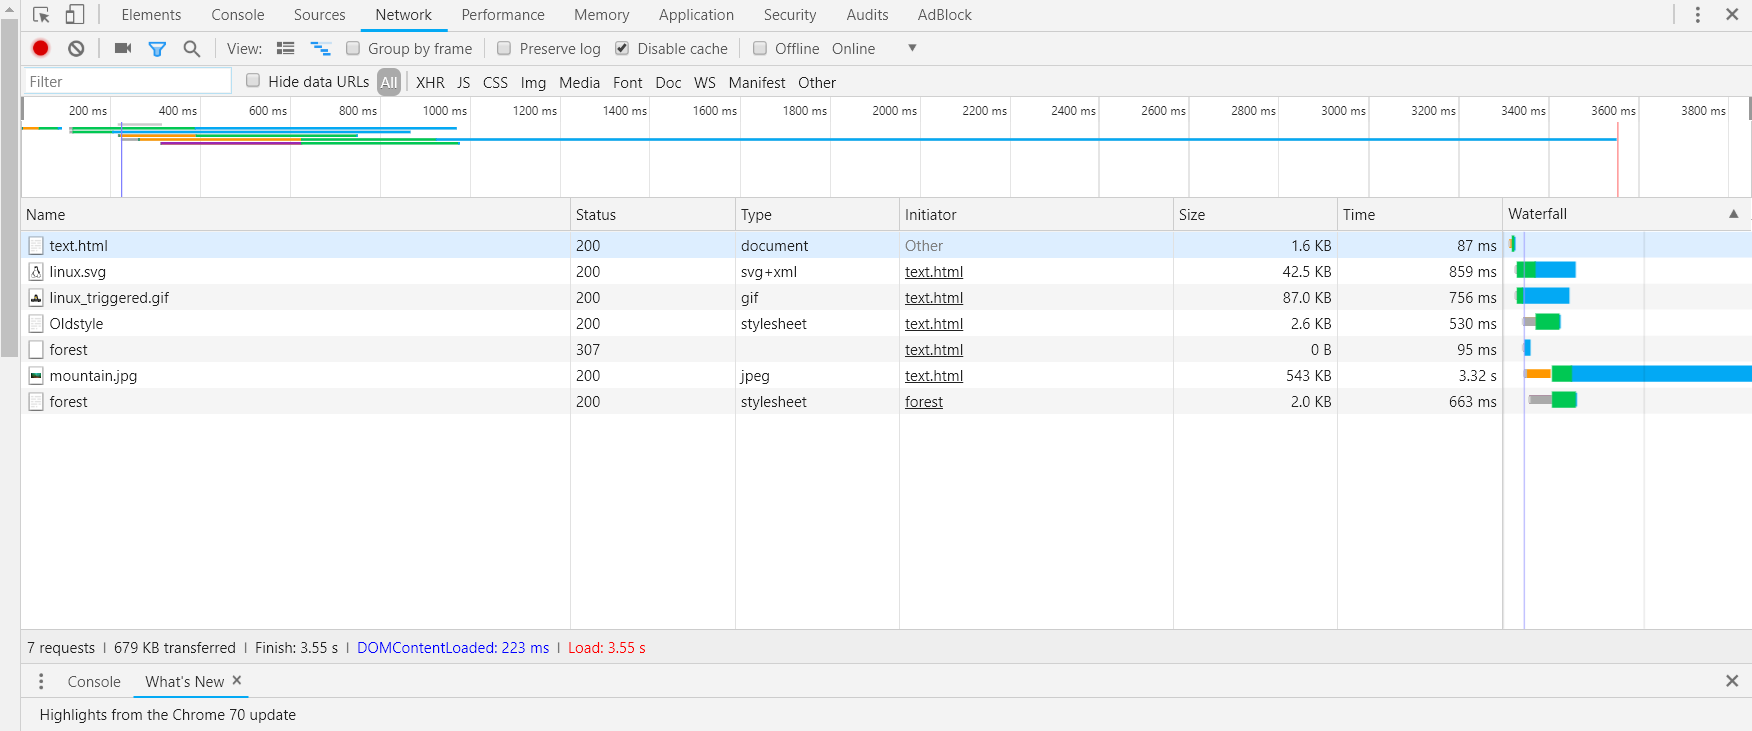 Elements Console Sources Network Performance Memory Application Security Audits AdBlock
View: Group by frame Preserve log Disable cache Offline Online
Filter Hide data URLs All XHR JS CSS Img Media Font Doc WS Manifest Other
200 ms 400 ms 600 ms 800 ms 1000 ms 1200 ms 1400 ms 1600 ms 1800 ms 2000 ms 2200 ms 2400 ms 2600 ms 2800 ms 3000 ms 3200 ms 3400 ms 3600 ms 3800 ms
Name Status Type Initiator Size Time Waterfall
text.html 200 document Other 1.6 KB 87 ms
linux.svg 200 svg+xml text.html 42.5 KB 859 ms
linux_triggered.gif 200 gif text.html 87.0 KB 756 ms
Oldstyle 200 stylesheet text.html 2.6 KB 530 ms
forest 307 text.html 0 B 95 ms
mountain.jpg 200 jpeg text.html 543 KB 3.32 s
forest 200 stylesheet forest 2.0 KB 663 ms
7 requests | 679 KB transferred | Finish: 3.55 s | DOMContentLoaded: 223 ms | Load: 3.55 s
Console What's New
Highlights from the Chrome 70 update